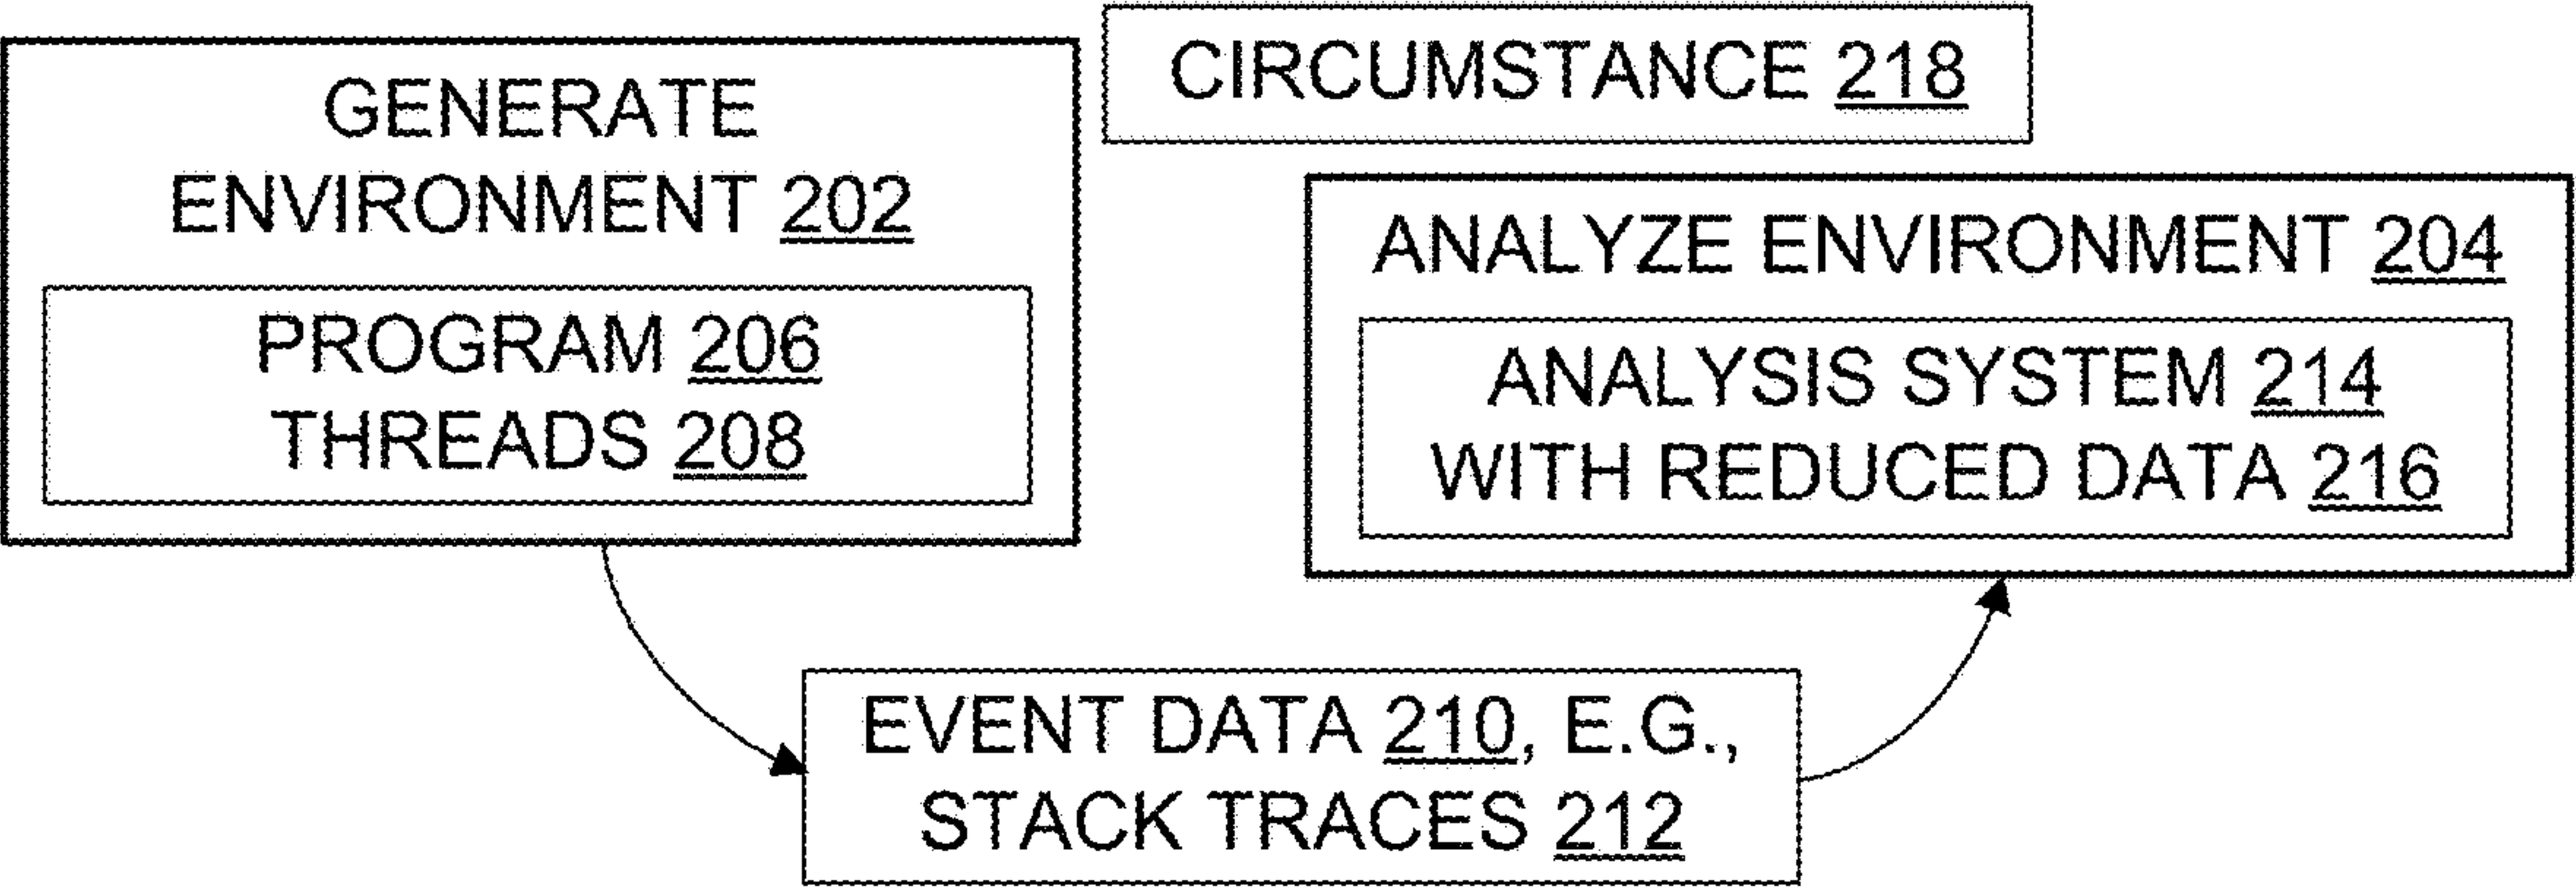 GENERATE
ENVIRONMENT 202
PROGRAM 206
THREADS 208
CIRCUMSTANCE 218
ANALYZE ENVIRONMENT 204
ANALYSIS SYSTEM 214
WITH REDUCED DATA 216
EVENT DATA 210, E.G.,
STACK TRACES 212